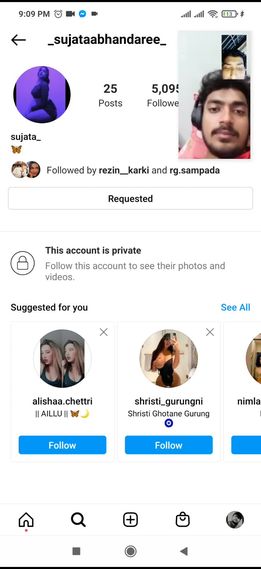 9:09 PM
_sujataabhandaree_
25
5,095
Posts
Followe
sujata_
🦋
Followed by rezin__karki and rg.sampada
Requested
This account is private
Follow this account to see their photos and
videos.
Suggested for you
See All
alishaa.chettri
shristi_gurungni
nimla
|| AILLU || 🦋🌙
Shristi Ghotane Gurung
🧿
Follow
Follow